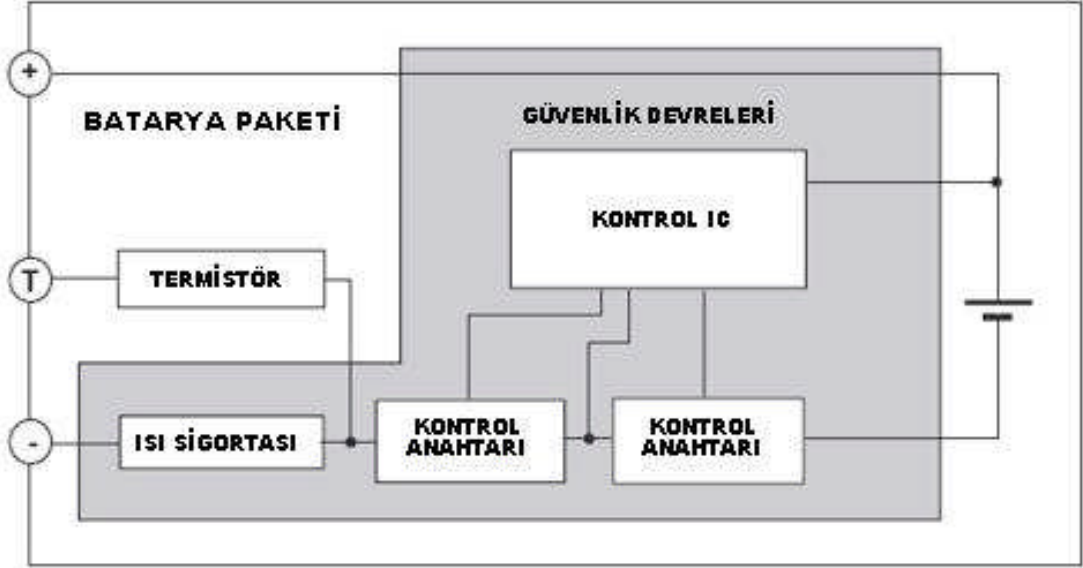 +
BATARYA PAKETİ
GÜVENLİK DEVRELERİ
KONTROL IC
T
TERMİSTÖR
-
ISI SİGORTASI
KONTROL
ANAHTARI
KONTROL
ANAHTARI